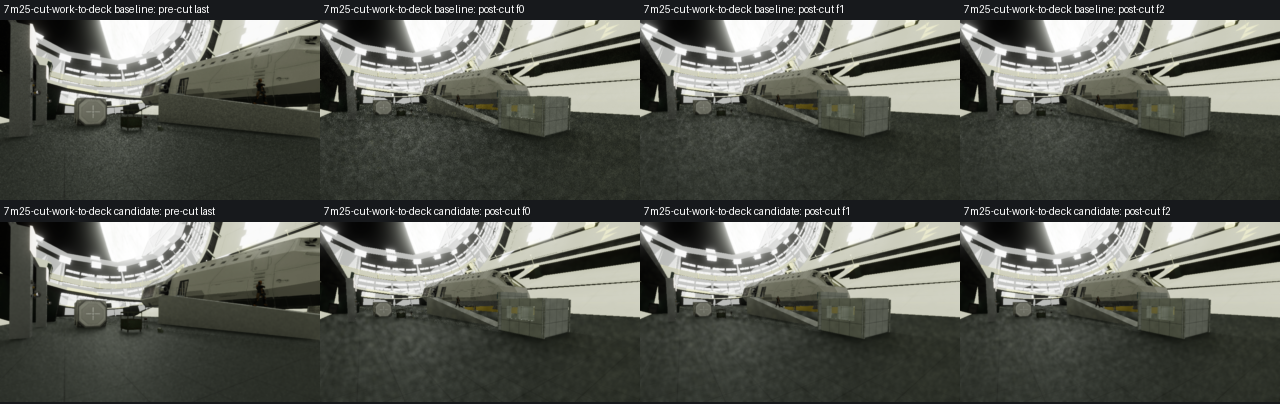 7m25-cut-work-to-deck baseline: pre-cut last
7m25-cut-work-to-deck baseline: post-cut f0
7m25-cut-work-to-deck baseline: post-cut f1
7m25-cut-work-to-deck baseline: post-cut f2
7m25-cut-work-to-deck candidate: pre-cut last
7m25-cut-work-to-deck candidate: post-cut f0
7m25-cut-work-to-deck candidate: post-cut f1
7m25-cut-work-to-deck candidate: post-cut f2